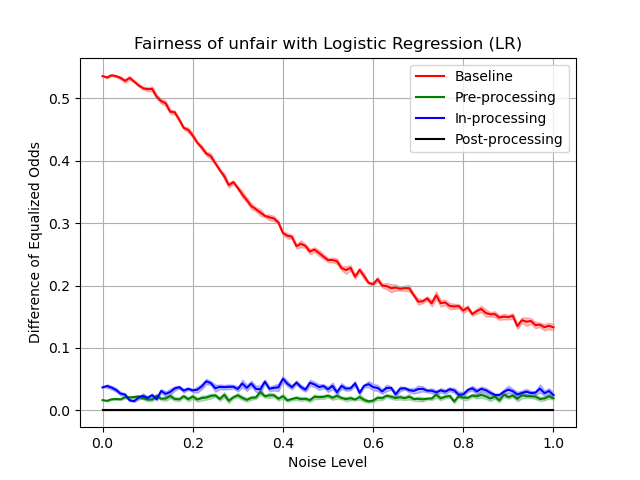 Fairness of unfair with Logistic Regression (LR)
Baseline
Pre-processing
In-processing
Post-processing
Difference of Equalized Odds
0.5
0.4
0.3
0.2
0.1
0.0
0.0 0.2 0.4 0.6 0.8 1.0
Noise Level